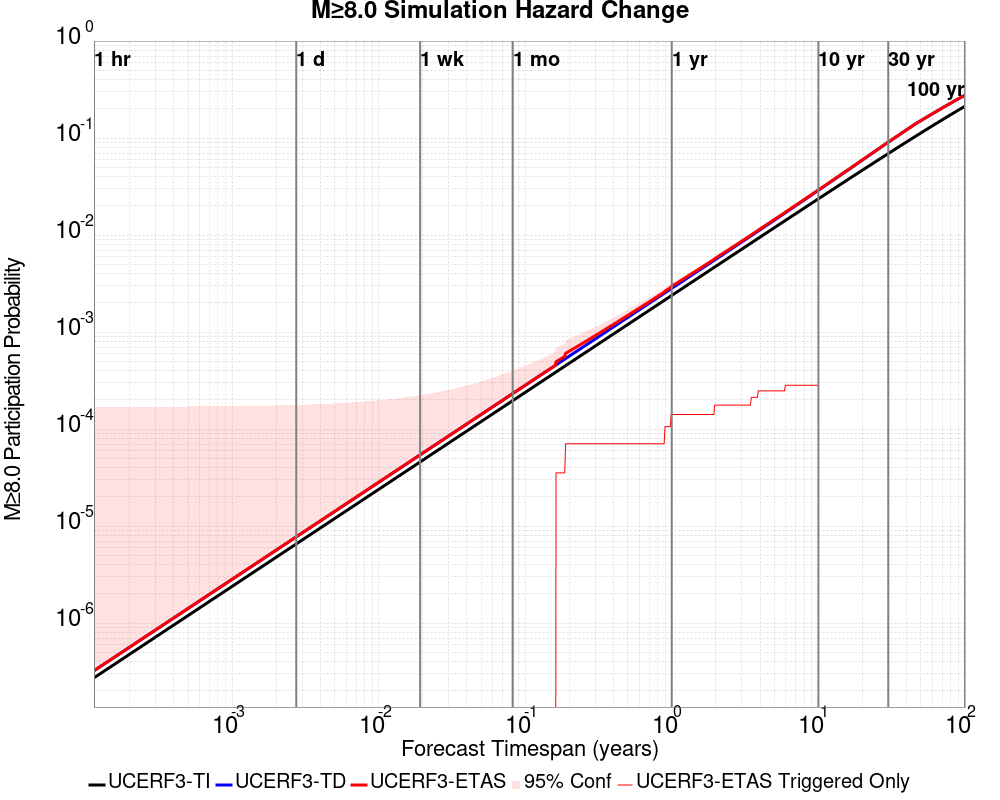 M≥8.0 Simulation Hazard Change
10^0
10^-1
10^-2
10^-3
10^-4
10^-5
10^-6
M≥8.0 Participation Probability
1 hr
1 d
1 wk
1 mo
1 yr
10 yr
30 yr
100 yr
10^-3
10^-2
10^-1
10^0
10^1
10^2
Forecast Timespan (years)
UCERF3-TI UCERF3-TD UCERF3-ETAS 95% Conf UCERF3-ETAS Triggered Only